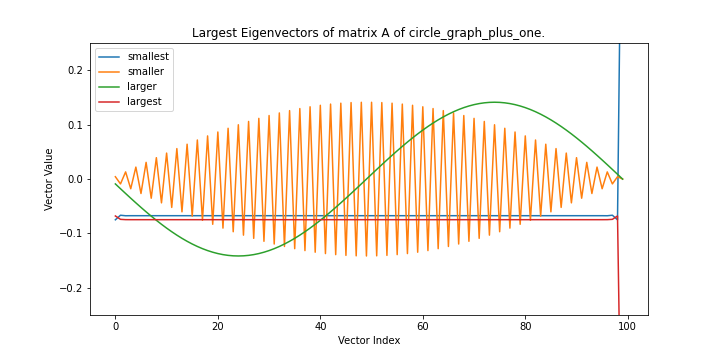 Largest Eigenvectors of matrix A of circle_graph_plus_one.
smallest
smaller
larger
largest
0.2
0.1
0.0
−0.1
−0.2
Vector Value
0 20 40 60 80 100
Vector Index